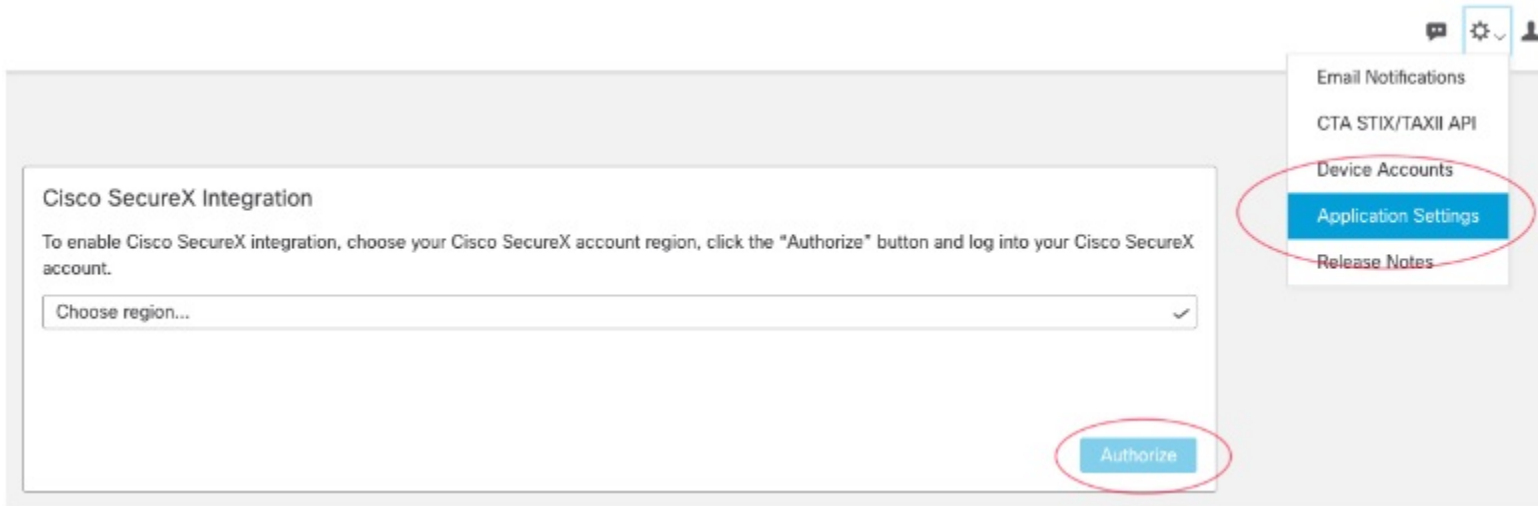 Email Notifications
CTA STIX/TAXII API
Device Accounts
Application Settings
Release Notes
Cisco SecureX Integration
To enable Cisco SecureX integration, choose your Cisco SecureX account region, click the "Authorize" button and log into your Cisco SecureX
account.
Choose region...
Authorize